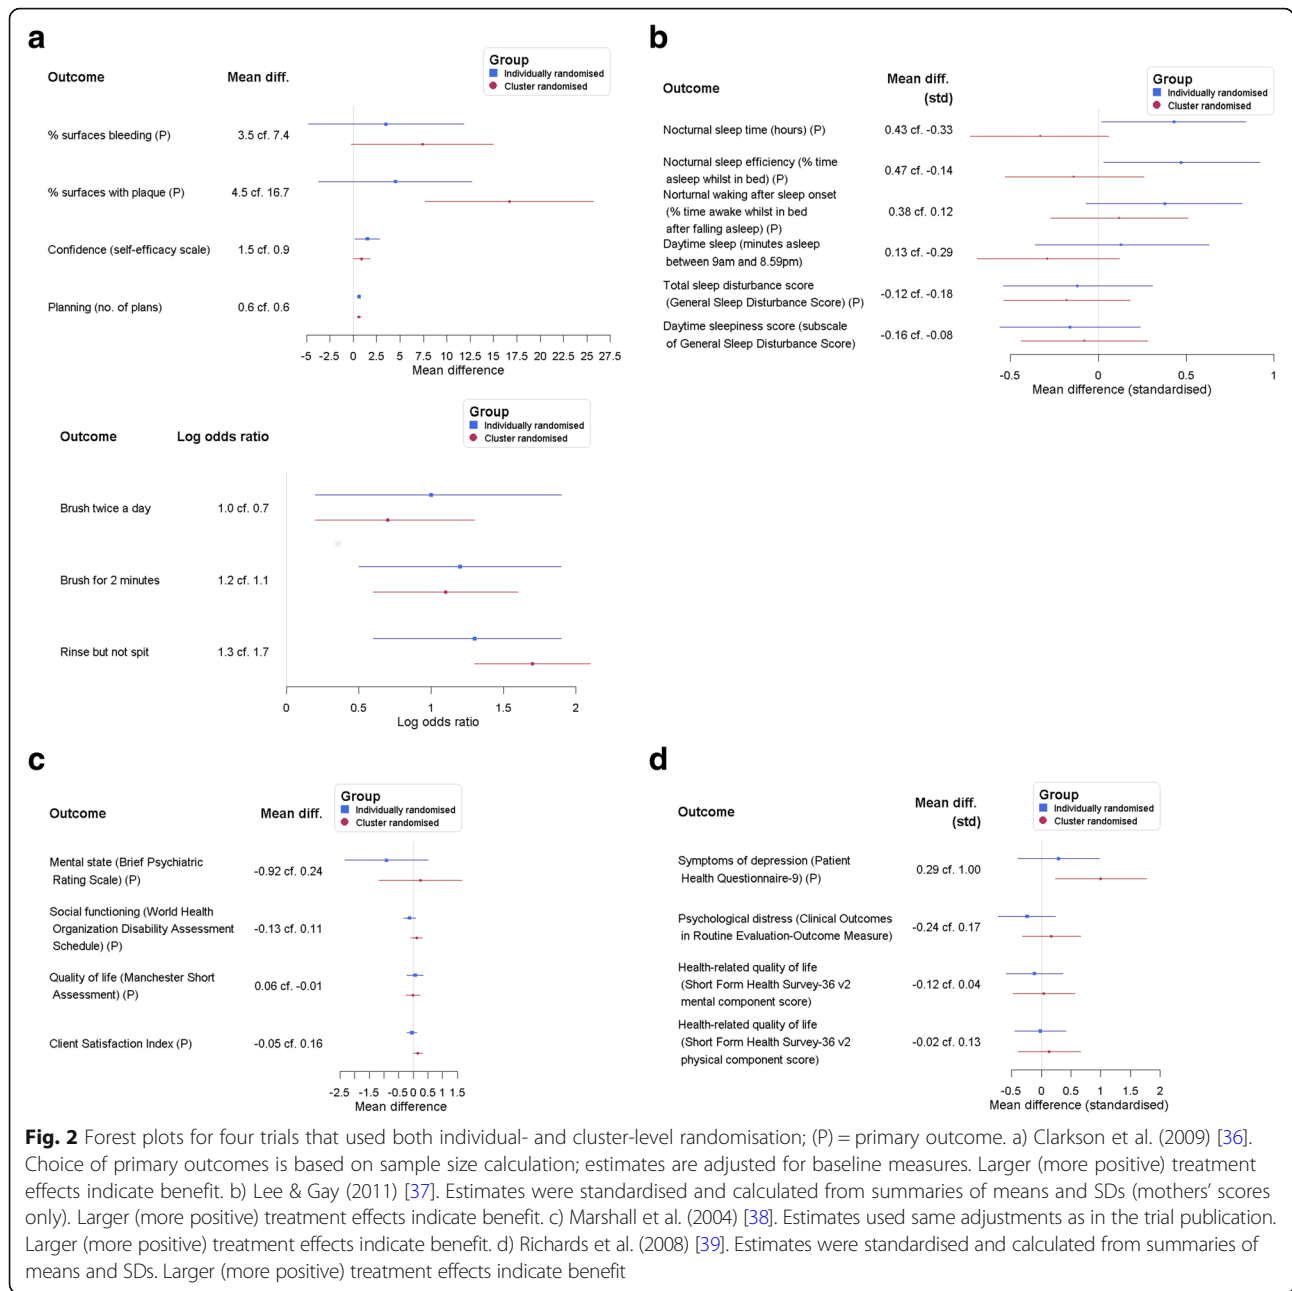 a
Group
Individually randomised
Cluster randomised
Outcome Mean diff.
% surfaces bleeding (P) 3.5 cf. 7.4
% surfaces with plaque (P) 4.5 cf. 16.7
Confidence (self-efficacy scale) 1.5 cf. 0.9
Planning (no. of plans) 0.6 cf. 0.6
-5 -2.5 0 2.5 5 7.5 10 12.5 15 17.5 20 22.5 25 27.5
Mean difference
Group
Individually randomised
Cluster randomised
Outcome Log odds ratio
Brush twice a day 1.0 cf. 0.7
Brush for 2 minutes 1.2 cf. 1.1
Rinse but not spit 1.3 cf. 1.7
0 0.5 1 1.5 2
Log odds ratio
b
Group
Individually randomised
Cluster randomised
Outcome Mean diff.
(std)
Nocturnal sleep time (hours) (P) 0.43 cf. -0.33
Nocturnal sleep efficiency (% time
asleep whilst in bed) (P) 0.47 cf. -0.14
Norturnal waking after sleep onset
(% time awake whilst in bed 0.38 cf. 0.12
after falling asleep) (P)
Daytime sleep (minutes asleep 0.13 cf. -0.29
between 9am and 8.59pm)
Total sleep disturbance score -0.12 cf. -0.18
(General Sleep Disturbance Score) (P)
Daytime sleepiness score (subscale -0.16 cf. -0.08
of General Sleep Disturbance Score)
-0.5 0 0.5 1
Mean difference (standardised)
c
Group
Individually randomised
Cluster randomised
Outcome Mean diff.
Mental state (Brief Psychiatric -0.92 cf. 0.24
Rating Scale) (P)
Social functioning (World Health
Organization Disability Assessment -0.13 cf. 0.11
Schedule) (P)
Quality of life (Manchester Short 0.06 cf. -0.01
Assessment) (P)
Client Satisfaction Index (P) -0.05 cf. 0.16
-2.5 -1.5 -0.5 0 0.5 1 1.5
Mean difference
d
Group
Individually randomised
Cluster randomised
Outcome Mean diff.
(std)
Symptoms of depression (Patient 0.29 cf. 1.00
Health Questionnaire-9) (P)
Psychological distress (Clinical Outcomes -0.24 cf. 0.17
in Routine Evaluation-Outcome Measure)
Health-related quality of life
(Short Form Health Survey-36 v2 -0.12 cf. 0.04
mental component score)
Health-related quality of life
(Short Form Health Survey-36 v2 -0.02 cf. 0.13
physical component score)
-0.5 0 0.5 1 1.5 2
Mean difference (standardised)
Fig. 2 Forest plots for four trials that used both individual- and cluster-level randomisation; (P) = primary outcome. a) Clarkson et al. (2009) [36].
Choice of primary outcomes is based on sample size calculation; estimates are adjusted for baseline measures. Larger (more positive) treatment
effects indicate benefit. b) Lee & Gay (2011) [37]. Estimates were standardised and calculated from summaries of means and SDs (mothers' scores
only). Larger (more positive) treatment effects indicate benefit. c) Marshall et al. (2004) [38]. Estimates used same adjustments as in the trial publication.
Larger (more positive) treatment effects indicate benefit. d) Richards et al. (2008) [39]. Estimates were standardised and calculated from summaries of
means and SDs. Larger (more positive) treatment effects indicate benefit